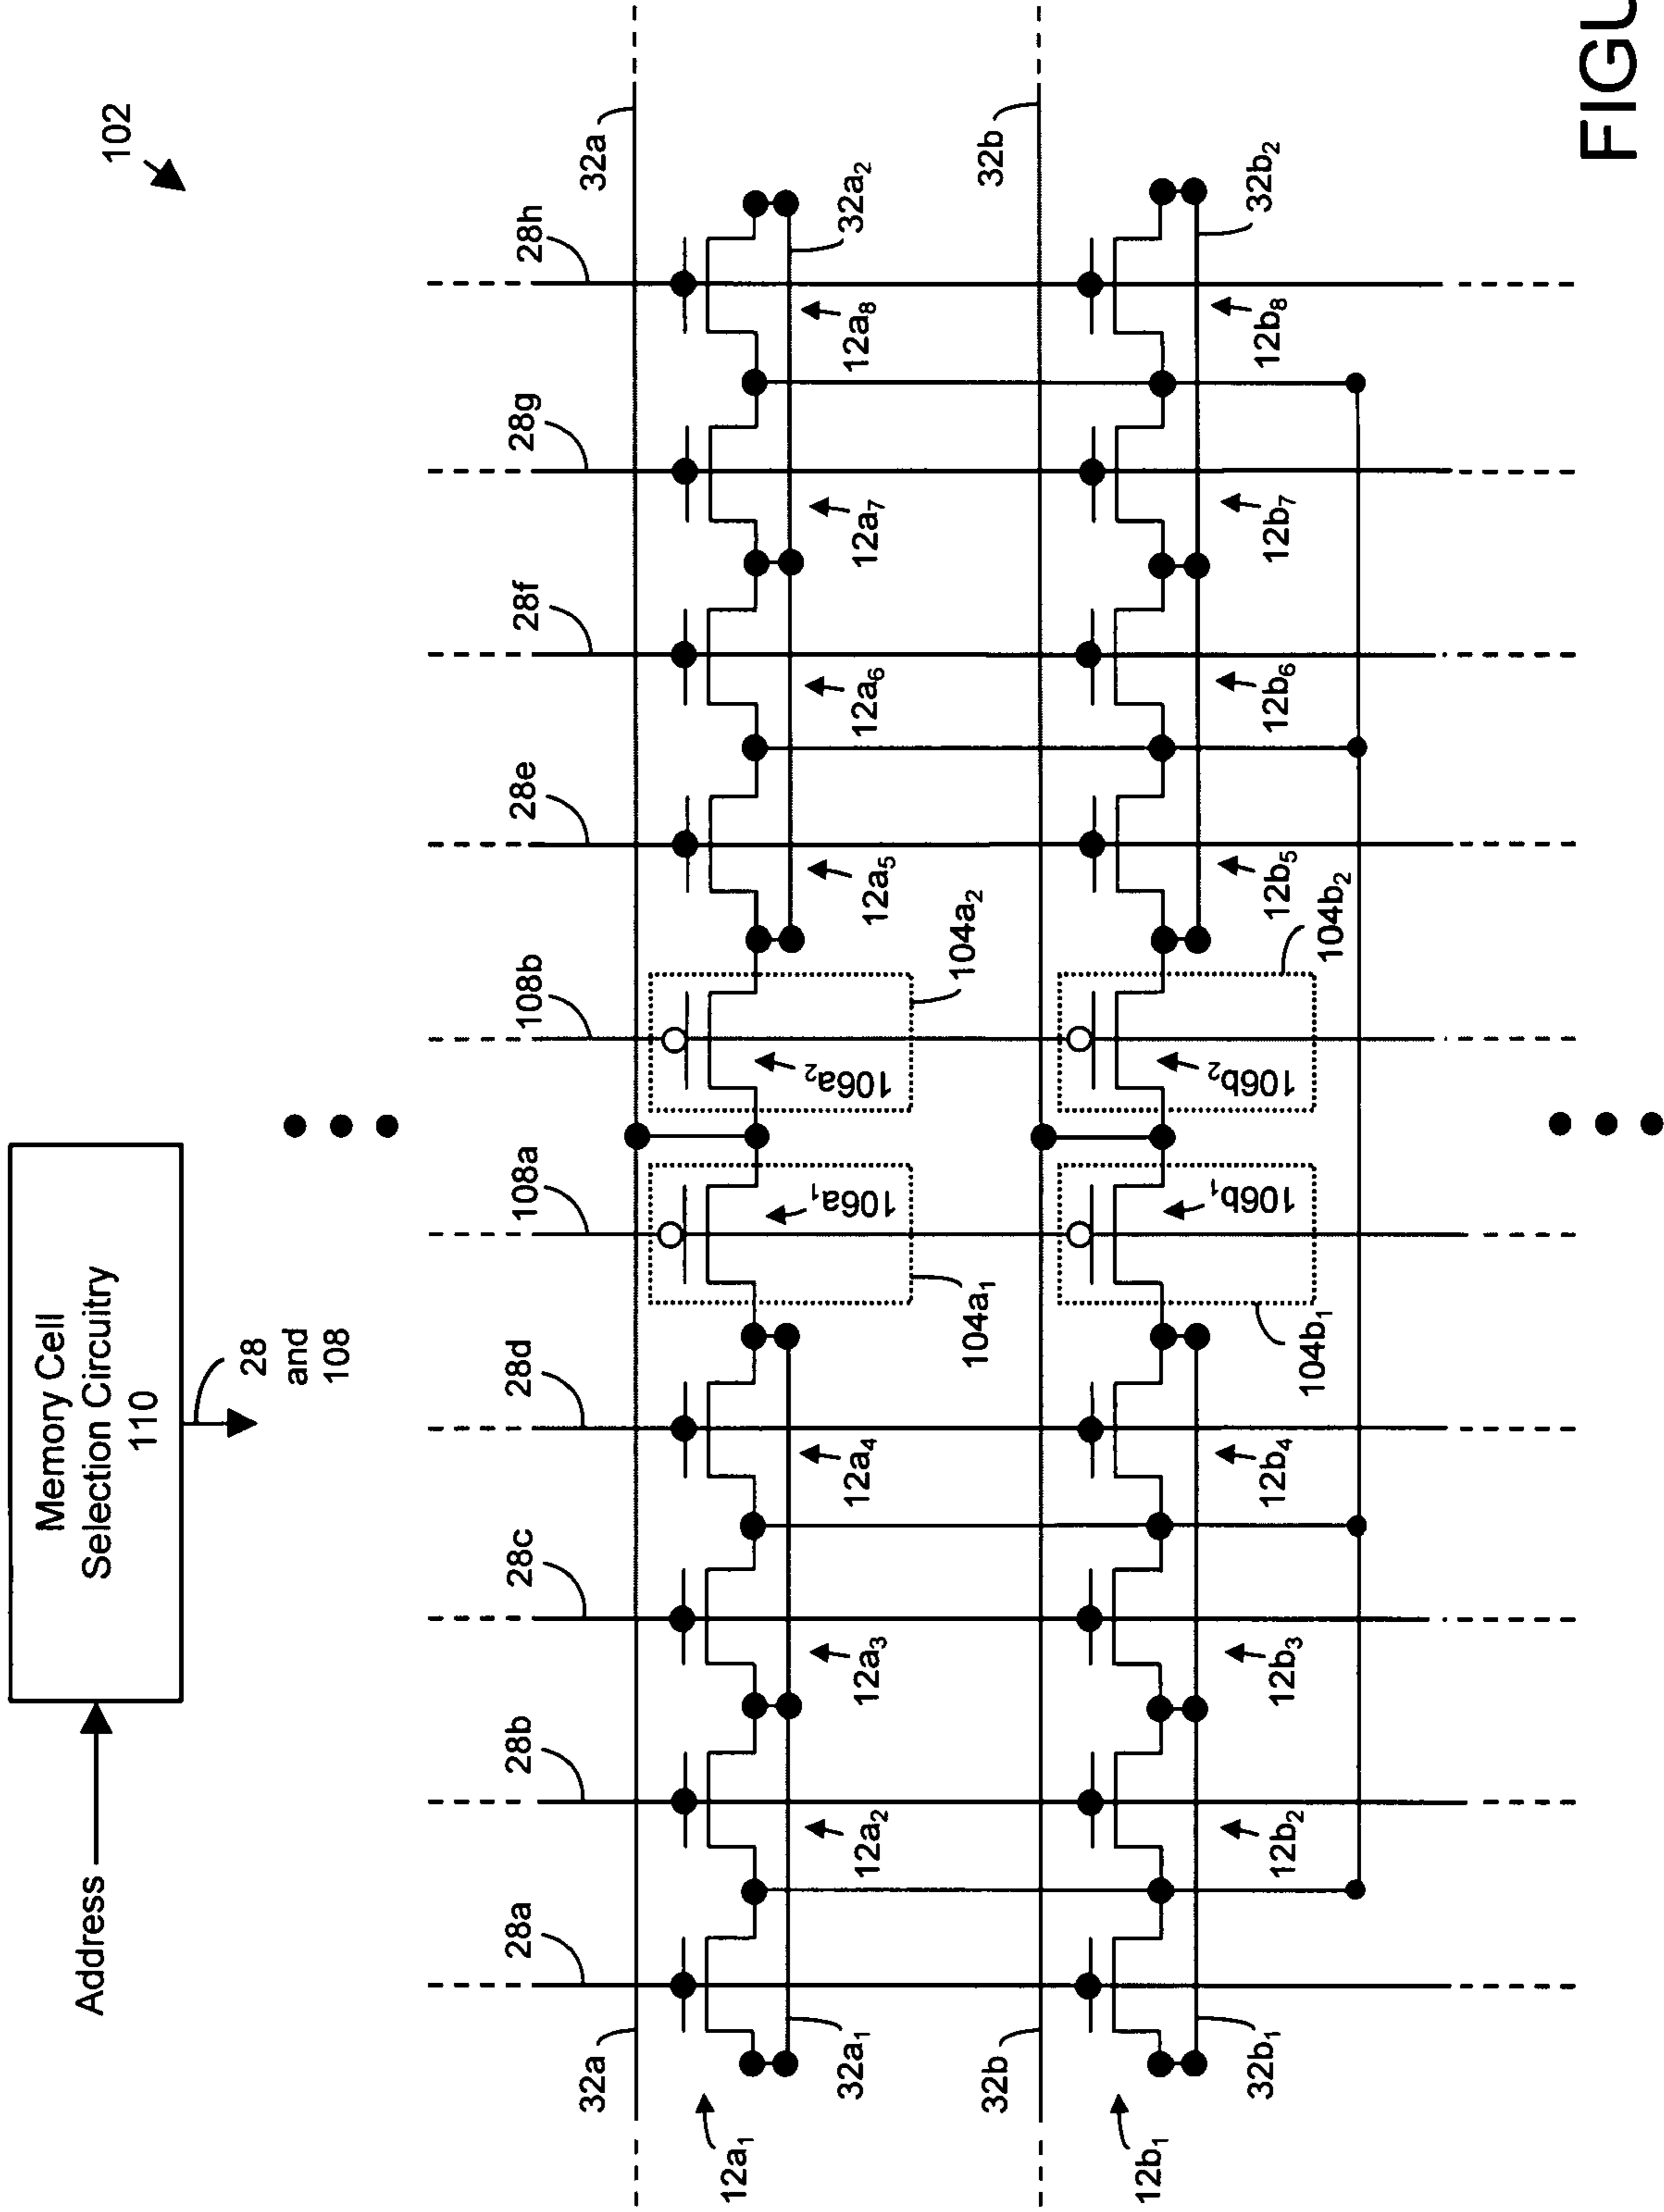 Memory Cell
Selection Circuitry
110
Address
28
and
108
102
28a
28b
28c
28d
108a
108b
28e
28f
28g
28h
32a
32a
12a₁
32a₁
12a₂
12a₃
12a₄
104a₁
106a₁
106a₂
104a₂
12a₅
12a₆
12a₇
12a₈
32a₂
32b
32b
12b₁
32b₁
12b₂
12b₃
12b₄
104b₁
106b₁
106b₂
104b₂
12b₅
12b₆
12b₇
12b₈
32b₂
FIGU